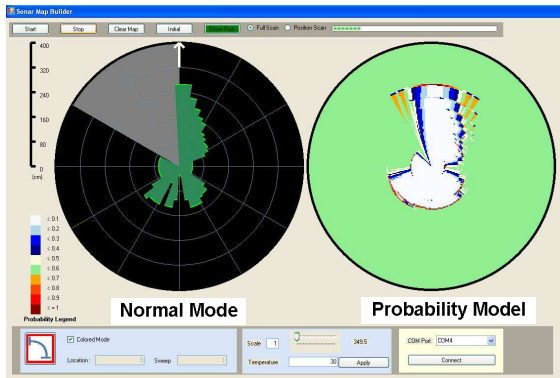 Sonar Map Builder
Start Stop Clear Map Initial Full Scan Position Scan
400
320
240
160
80
0
[cm]
< 0.1
< 0.2
< 0.3
< 0.4
< 0.5
< 0.6
< 0.7
< 0.8
< 0.9
< = 1
Probability Legend
Normal Mode Probability Model
Colored Mode
Location : 0 Sweep 1
Scale 1 349.5
Temperature 30 Apply
COM Port COM4
Connect